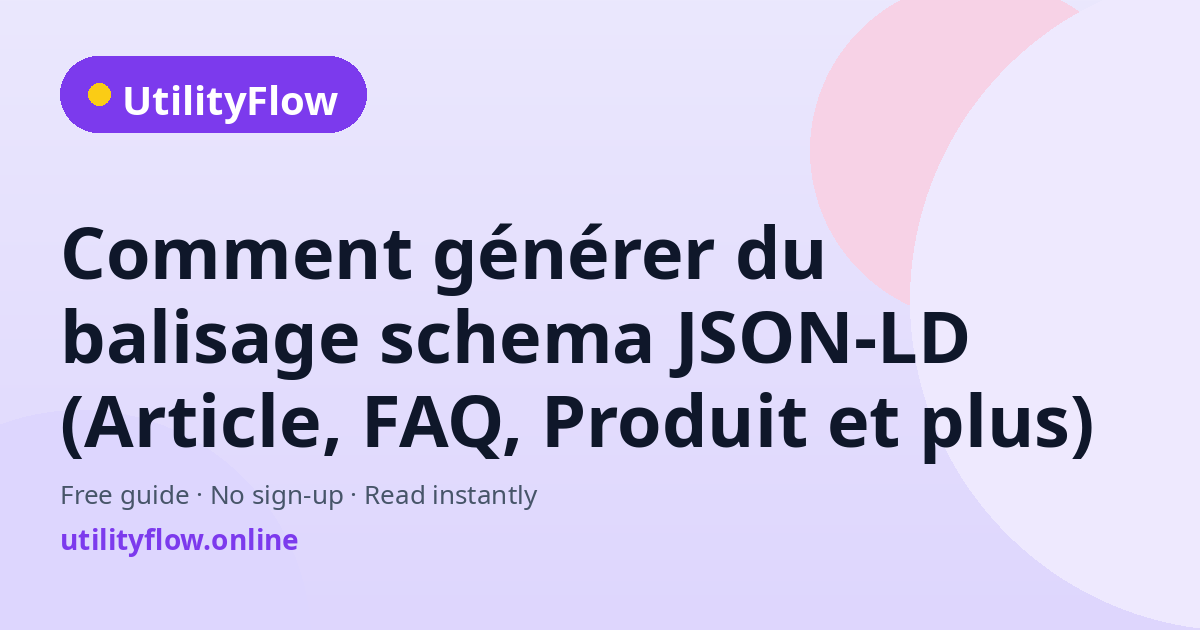 UtilityFlow
Comment générer du
balisage schema JSON-LD
(Article, FAQ, Produit et plus)
Free guide · No sign-up · Read instantly
utilityflow.online